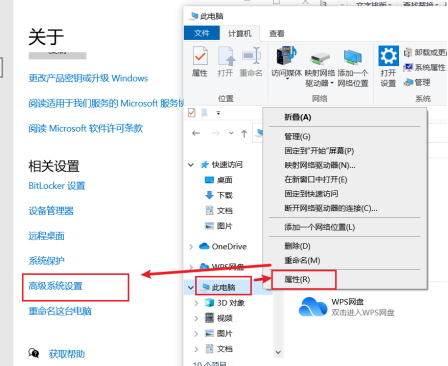 关于
更改产品密钥或升级 Windows
阅读适用于我们服务的 Microsoft 服务协
阅读 Microsoft 软件许可条款
相关设置
BitLocker 设置
设备管理器
远程桌面
系统保护
高级系统设置
重命名这台电脑
获取帮助
此电脑
文件
计算机
查看
属性
打开
重命名
访问媒体
映射网络
驱动器
添加一个
网络位置
打开
设置
卸载或更
系统属性
管理
位置
网络
系统
快速访问
桌面
下载
文档
图片
OneDrive
WPS网盘
此电脑
3D 对象
视频
图片
文档
10 个项目
折叠(A)
管理(G)
固定到"开始"屏幕(P)
映射网络驱动器(N)...
在新窗口中打开(E)
固定到快速访问
断开网络驱动器的连接(C)...
添加一个网络位置(L)
删除(D)
重命名(M)
属性(R)
WPS网盘
双击进入WPS网盘